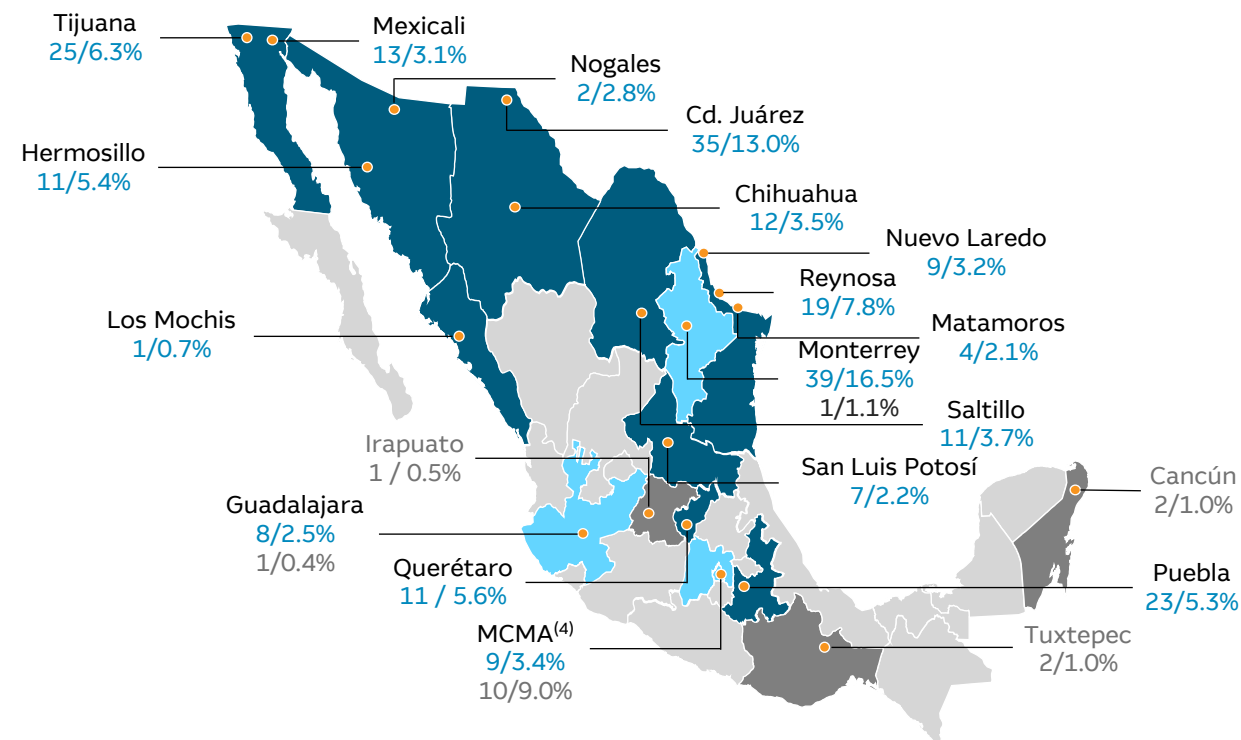 Tijuana
25/6.3%
Mexicali
13/3.1%
Nogales
2/2.8%
Cd. Juárez
35/13.0%
Hermosillo
11/5.4%
Chihuahua
12/3.5%
Nuevo Laredo
9/3.2%
Reynosa
19/7.8%
Los Mochis
1/0.7%
Matamoros
4/2.1%
Monterrey
39/16.5%
1/1.1%
Saltillo
11/3.7%
Irapuato
1 / 0.5%
San Luis Potosí
7/2.2%
Cancún
2/1.0%
Guadalajara
8/2.5%
1/0.4%
Querétaro
11 / 5.6%
Puebla
23/5.3%
MCMA(4)
9/3.4%
10/9.0%
Tuxtepec
2/1.0%